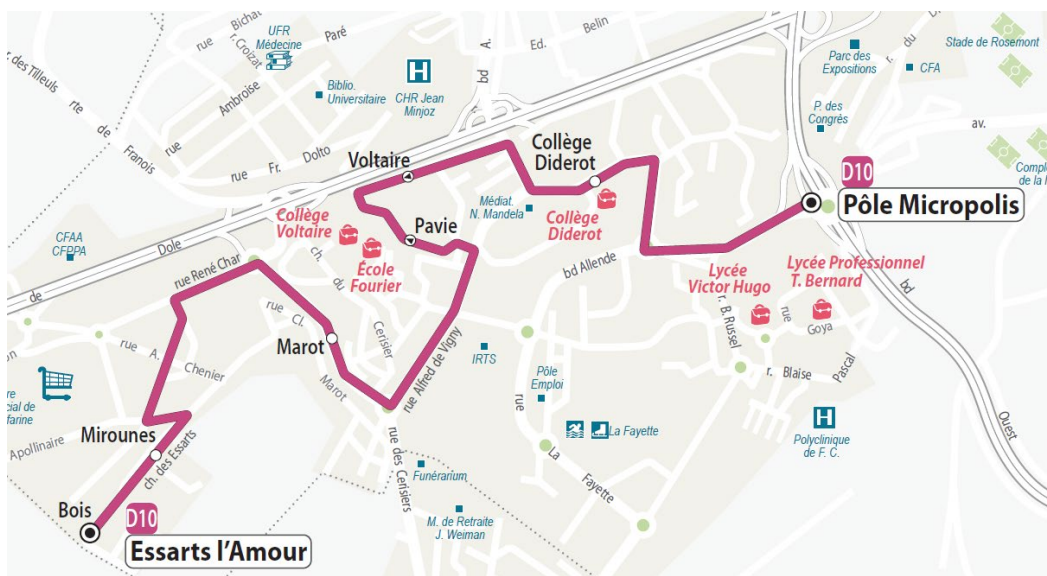 Bichat
rue
r. Croizat
Paré
UFR
Médecine
A.
bd
Ed.
Belin
r. des Tilleuls
rte
de
Franois
Ambroise
rue
Biblio.
Universitaire
CHR Jean
Minjoz
rue Fr. Dolto
Parc des
Expositions
r. du
CFA
Stade de Rosemont
P. des
Congrès
av.
Voltaire
Collège
Diderot
D10
Pôle Micropolis
Médiat.
N. Mandela
Collège
Diderot
Collège
Voltaire
Pavie
École
Fourier
CFAA
CFPPA
Dole
de
rue René Char
ch.
du
Cerisier
bd Allende
Lycée
Victor Hugo
Lycée Professionnel
T. Bernard
bd
Ouest
rue Cl.
Marot
Marot
rue A.
Chenier
rue Alfred de Vigny
IRTS
r. B. Russel
rue
Goya
r. Blaise
Pascal
Pôle
Emploi
rue
La
Fayette
La Fayette
Polyclinique
de F. C.
Apollinaire
Mirounes
ch. des Essarts
rue des Cerisiers
Funérarium
M. de Retraite
J. Weiman
Bois
D10
Essarts l'Amour